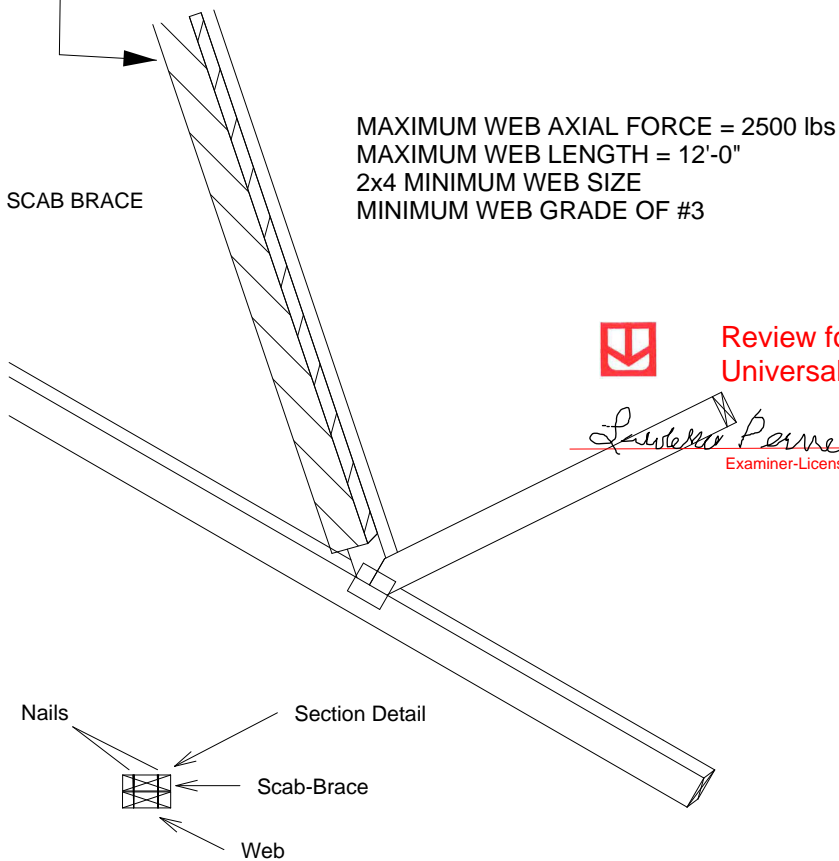 MAXIMUM WEB AXIAL FORCE = 2500 lbs
MAXIMUM WEB LENGTH = 12'-0"
2x4 MINIMUM WEB SIZE
MINIMUM WEB GRADE OF #3
SCAB BRACE
Review fo
Universal
Examiner-Licens
Nails
Section Detail
Scab-Brace
Web